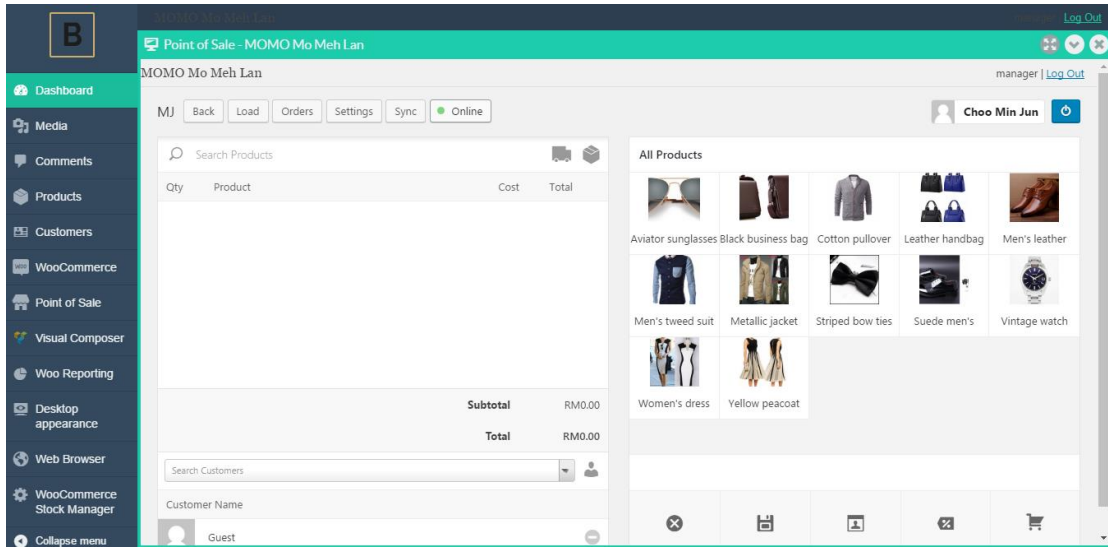 B
MOMO Mo Meh Lan
manager Log Out
Point of Sale - MOMO Mo Meh Lan
MOMO Mo Meh Lan
manager | Log Out
Dashboard
Media
Comments
Products
Customers
WooCommerce
Point of Sale
Visual Composer
Woo Reporting
Desktop
appearance
Web Browser
WooCommerce
Stock Manager
Collapse menu
MJ Back Load Orders Settings Sync Online
Choo Min Jun
Search Products
Qty Product Cost Total
Subtotal RM0.00
Total RM0.00
Search Customers
Customer Name
Guest
All Products
Aviator sunglasses Black business bag Cotton pullover Leather handbag Men's leather
Men's tweed suit Metallic jacket Striped bow ties Suede men's Vintage watch
Women's dress Yellow peacoat